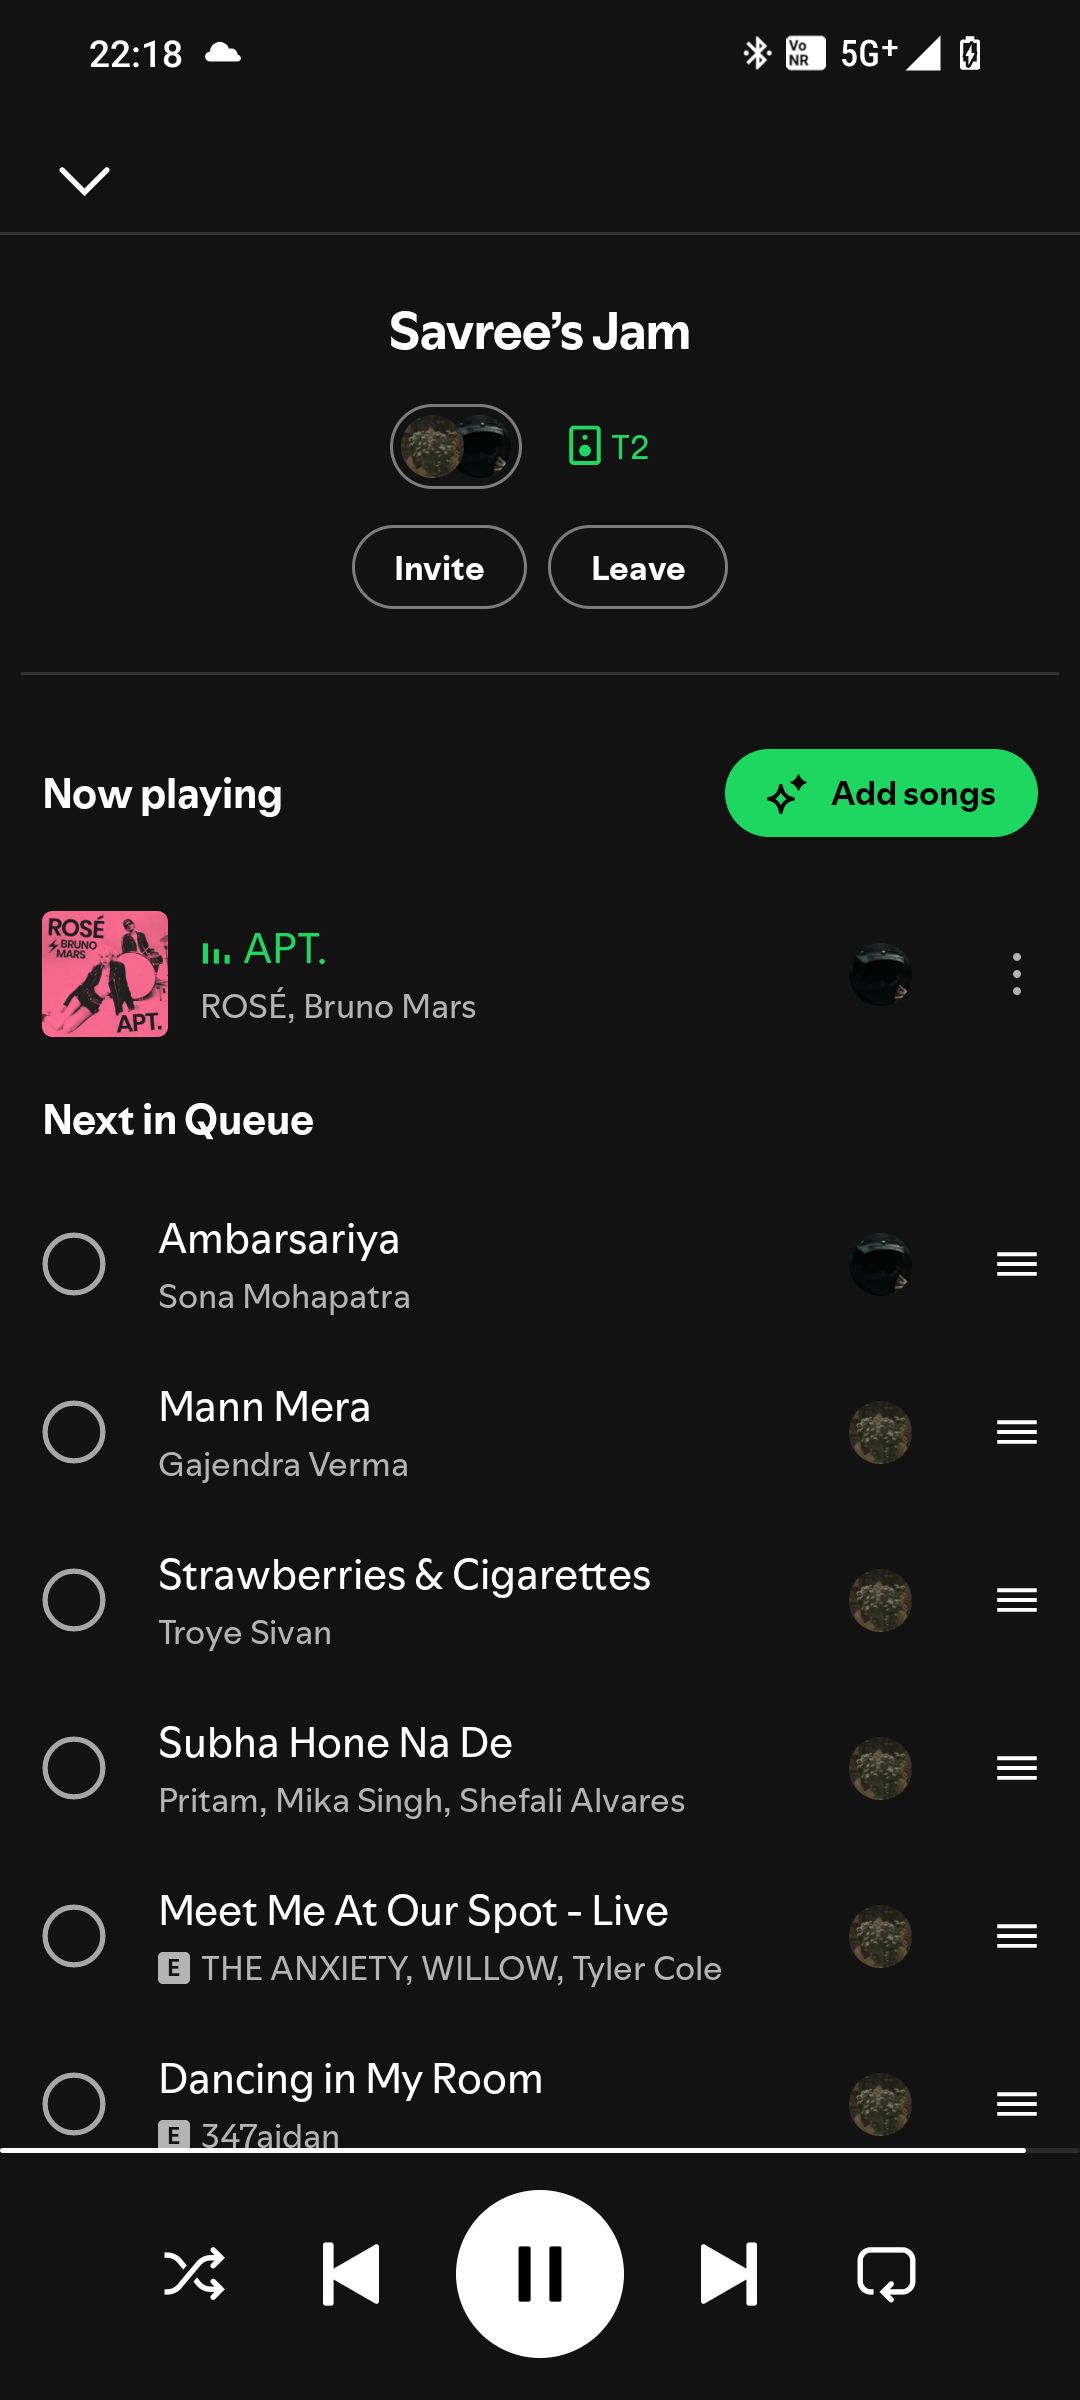 22:18
Vo NR 5G+
Savree’s Jam
T2
Invite Leave
Now playing
Add songs
ROSÉ
BRUNO
MARS
APT.
APT.
ROSÉ, Bruno Mars
Next in Queue
Ambarsariya
Sona Mohapatra
Mann Mera
Gajendra Verma
Strawberries & Cigarettes
Troye Sivan
Subha Hone Na De
Pritam, Mika Singh, Shefali Alvares
Meet Me At Our Spot - Live
E THE ANXIETY, WILLOW, Tyler Cole
Dancing in My Room
E 347aidan